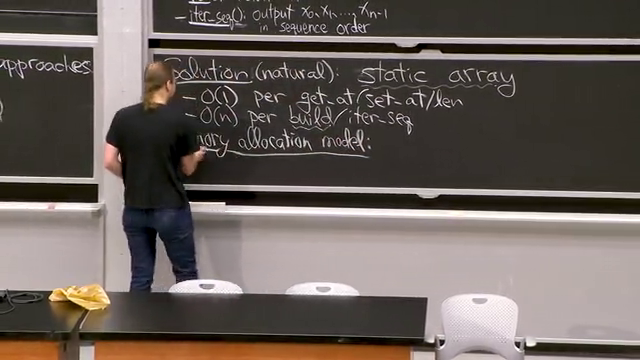 - iter_seq(): output x₀, x₁, ..., xₙ₋₁
in sequence order
approaches:
Solution (natural): static array
- O(1) per get_at/set_at/len
- O(n) per build/iter_seq
allocation model: